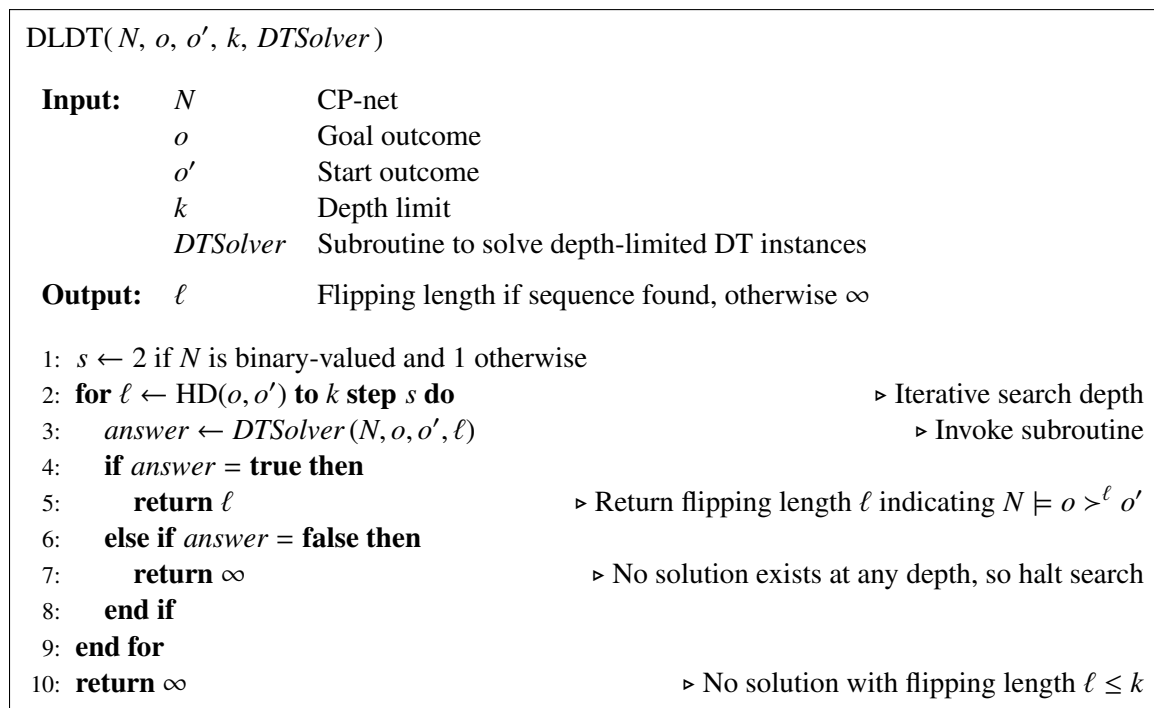 DLDT(N, o, o′, k, DTSolver)
Input: N CP-net
o Goal outcome
o′ Start outcome
k Depth limit
DTSolver Subroutine to solve depth-limited DT instances
Output: ℓ Flipping length if sequence found, otherwise ∞
1: s ← 2 if N is binary-valued and 1 otherwise
2: for ℓ ← HD(o, o′) to k step s do ▹ Iterative search depth
3: answer ← DTSolver(N, o, o′, ℓ) ▹ Invoke subroutine
4: if answer = true then
5: return ℓ ▹ Return flipping length ℓ indicating N ⊨ o ≻^ℓ o′
6: else if answer = false then
7: return ∞ ▹ No solution exists at any depth, so halt search
8: end if
9: end for
10: return ∞ ▹ No solution with flipping length ℓ ≤ k